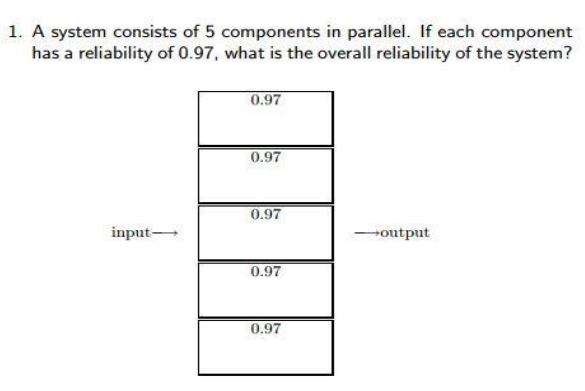 1. A system consists of 5 components in parallel. If each component
has a reliability of 0.97, what is the overall reliability of the system?
0.97
0.97
0.97
input→ →output
0.97
0.97